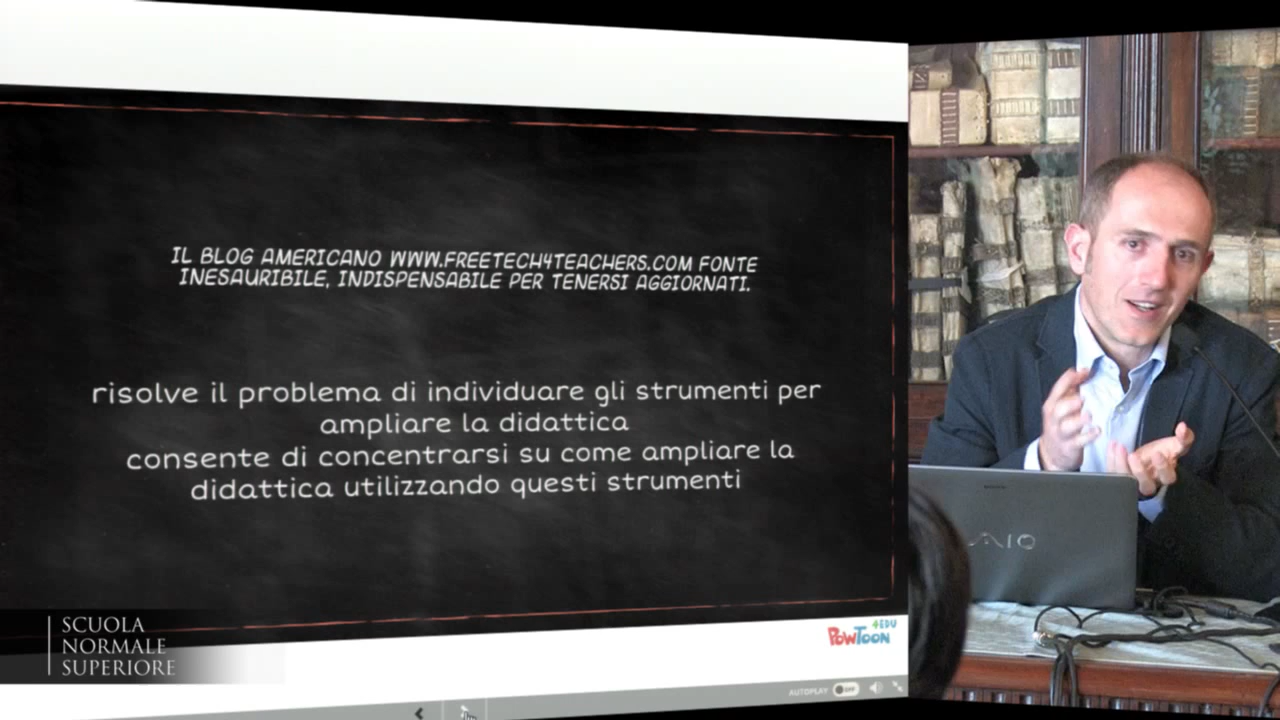 IL BLOG AMERICANO WWW.FREETECH4TEACHERS.COM FONTE
INESAURIBILE, INDISPENSABILE PER TENERSI AGGIORNATI.
risolve il problema di individuare gli strumenti per
ampliare la didattica
consente di concentrarsi su come ampliare la
didattica utilizzando questi strumenti
SCUOLA
NORMALE
SUPERIORE
4EDU
POWTOON
AUTOPLAY OFF
VAIO